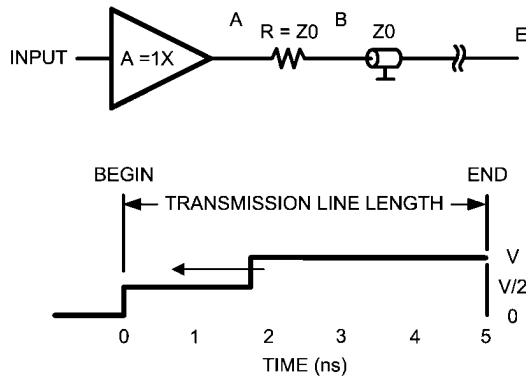 A R = Z0 B Z0 E
INPUT A =1X
BEGIN END
TRANSMISSION LINE LENGTH
V
V/2
0
0 1 2 3 4 5
TIME (ns)